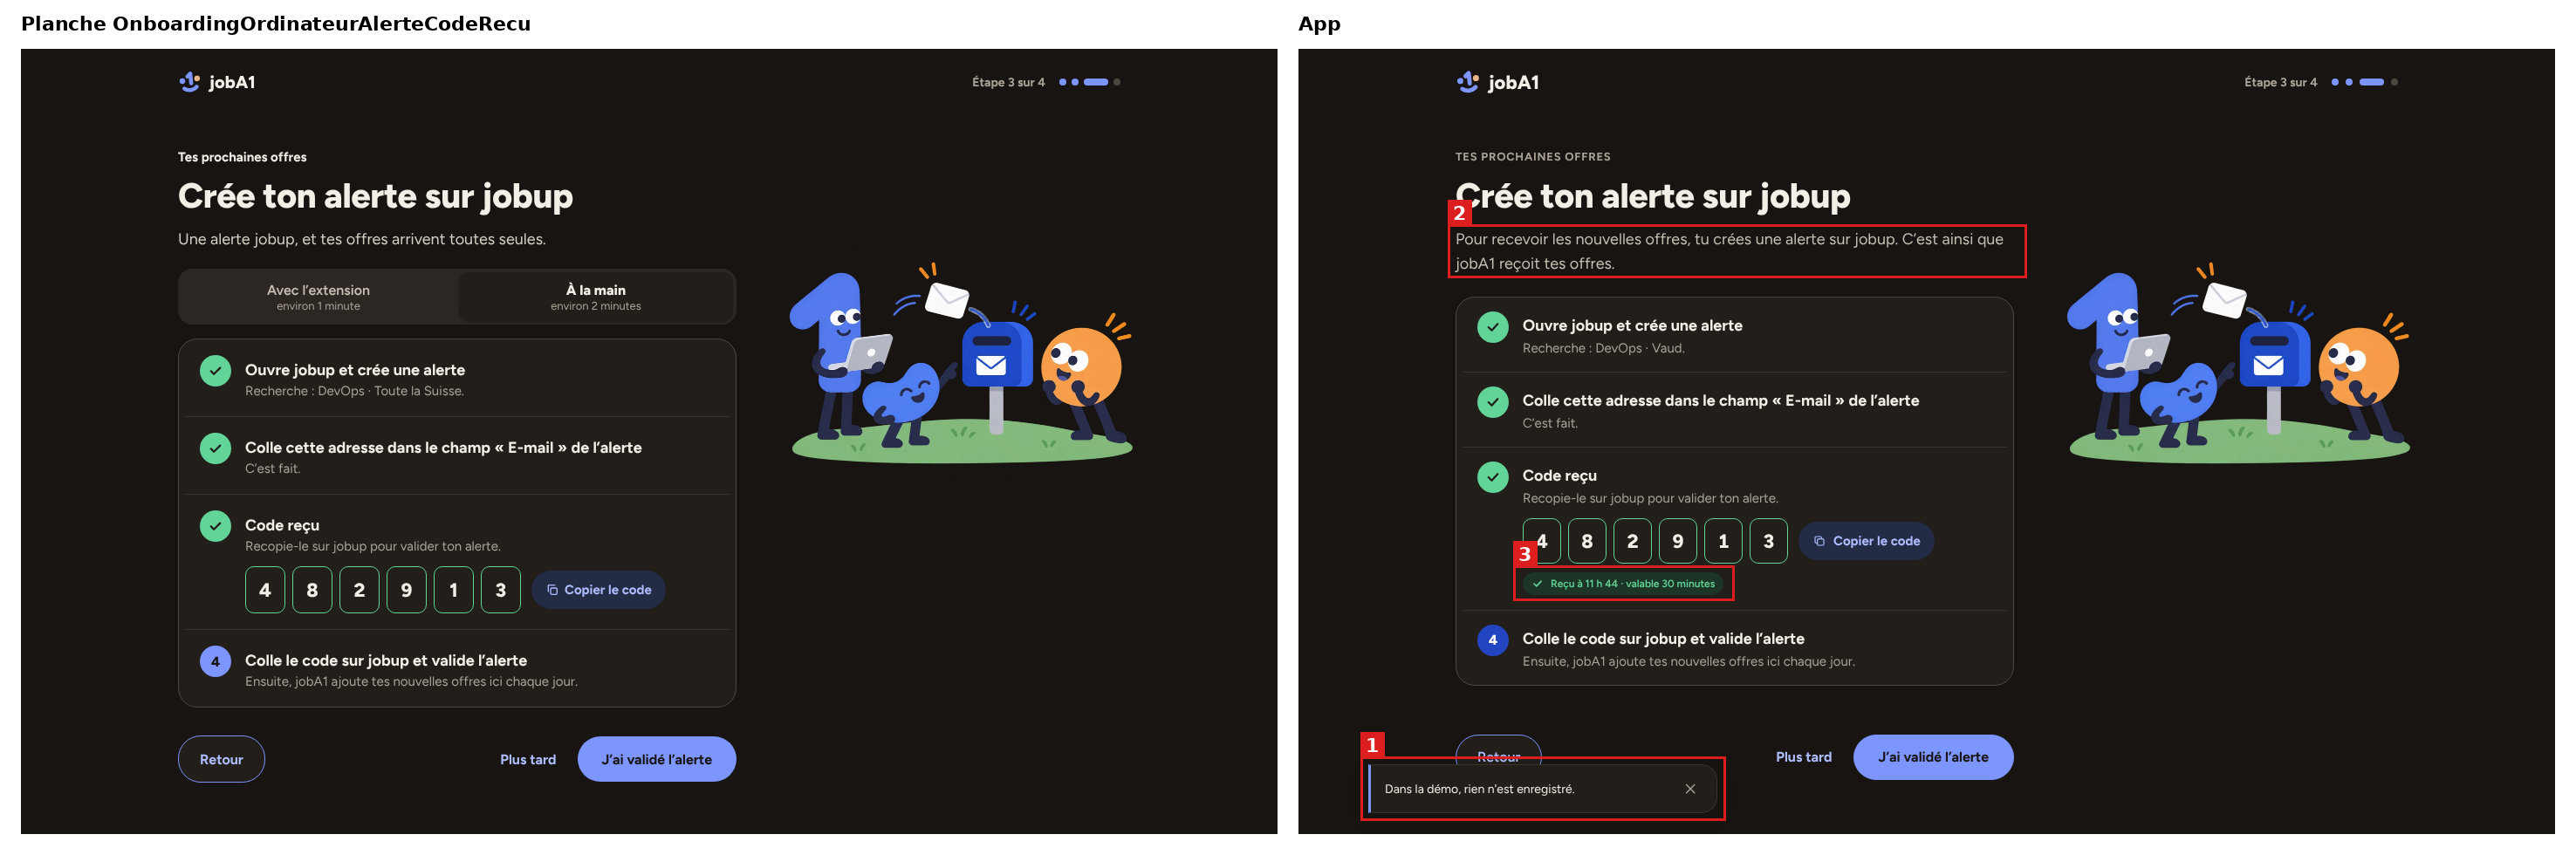 Planche OnboardingOrdinateurAlerteCodeRecu
jobA1
Étape 3 sur 4
Tes prochaines offres
Crée ton alerte sur jobup
Une alerte jobup, et tes offres arrivent toutes seules.
Avec l’extension
environ 1 minute
À la main
environ 2 minutes
Ouvre jobup et crée une alerte
Recherche : DevOps · Toute la Suisse.
Colle cette adresse dans le champ « E-mail » de l’alerte
C’est fait.
Code reçu
Recopie-le sur jobup pour valider ton alerte.
4 8 2 9 1 3 Copier le code
4 Colle le code sur jobup et valide l’alerte
Ensuite, jobA1 ajoute tes nouvelles offres ici chaque jour.
Retour
Plus tard
J’ai validé l’alerte
App
jobA1
Étape 3 sur 4
TES PROCHAINES OFFRES
Crée ton alerte sur jobup
2
Pour recevoir les nouvelles offres, tu crées une alerte sur jobup. C’est ainsi que
jobA1 reçoit tes offres.
Ouvre jobup et crée une alerte
Recherche : DevOps · Vaud.
Colle cette adresse dans le champ « E-mail » de l’alerte
C’est fait.
Code reçu
Recopie-le sur jobup pour valider ton alerte.
4 8 2 9 1 3 Copier le code
3
Reçu à 11 h 44 · valable 30 minutes
4 Colle le code sur jobup et valide l’alerte
Ensuite, jobA1 ajoute tes nouvelles offres ici chaque jour.
1
Retour
Plus tard
J’ai validé l’alerte
Dans la démo, rien n'est enregistré.